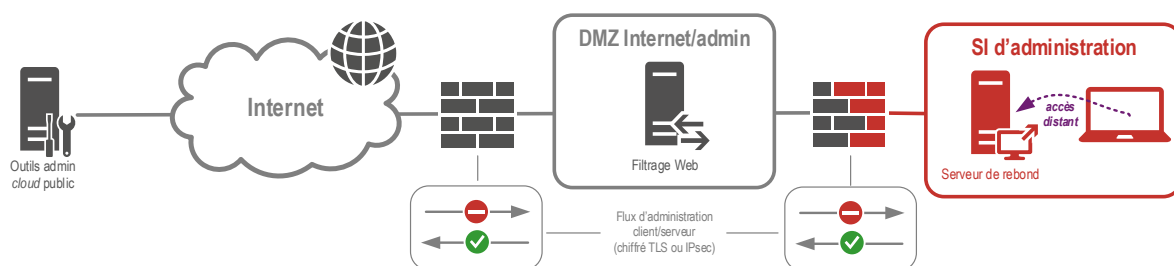 DMZ Internet/admin
SI d'administration
Internet
accès
distant
Outils admin
cloud public
Filtrage Web
Serveur de rebond
Flux d'administration
client/serveur
(chiffré TLS ou IPsec)